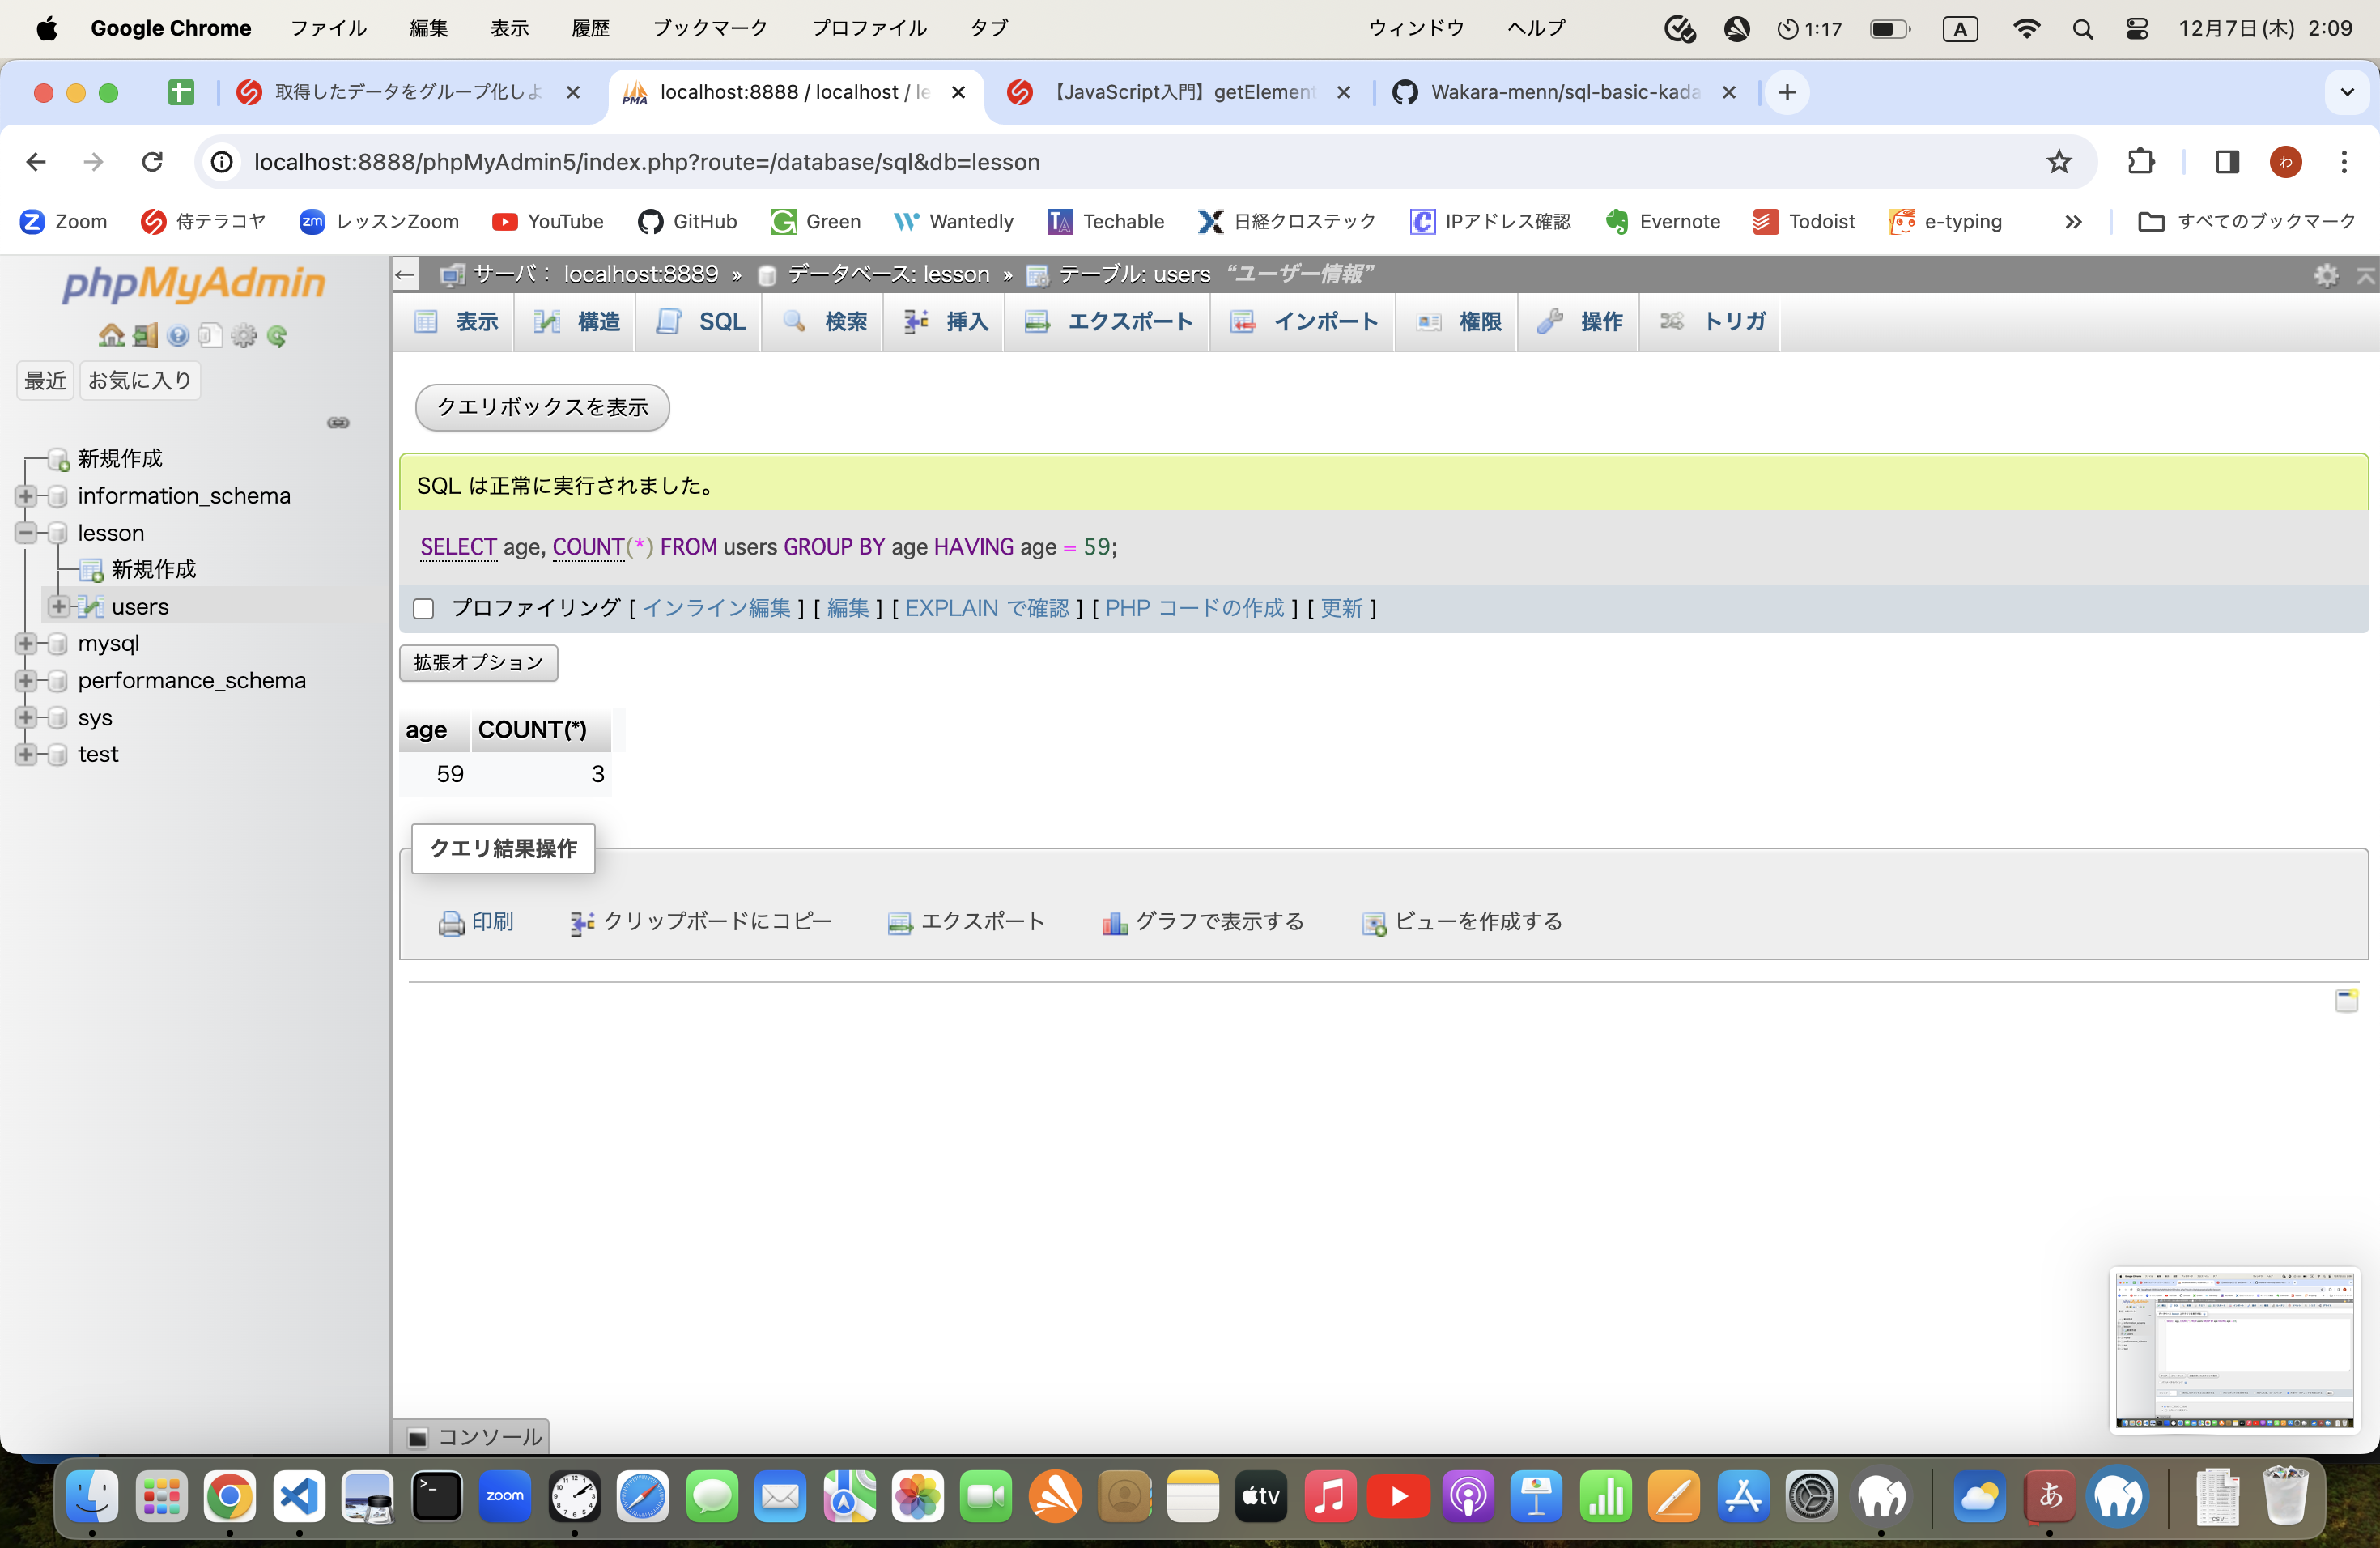 Google Chrome ファイル 編集 表示 履歴 ブックマーク プロファイル タブ ウィンドウ ヘルプ 1:17 A 12月7日(木) 2:09
取得したデータをグループ化しよ PMA localhost:8888 / localhost / le 【JavaScript入門】getElement Wakara-menn/sql-basic-kada
localhost:8888/phpMyAdmin5/index.php?route=/database/sql&db=lesson わ
Zoom 侍テラコヤ zm レッスンZoom YouTube GitHub Green Wantedly TA Techable 日経クロステック IPアドレス確認 Evernote Todoist e-typing » すべてのブックマーク
phpMyAdmin
最近 お気に入り
新規作成
information_schema
lesson
新規作成
users
mysql
performance_schema
sys
test
サーバ: localhost:8889 » データベース: lesson » テーブル: users “ユーザー情報”
表示 構造 SQL 検索 挿入 エクスポート インポート 権限 操作 トリガ
クエリボックスを表示
SQL は正常に実行されました。
SELECT age, COUNT(*) FROM users GROUP BY age HAVING age = 59;
プロファイリング [ インライン編集 ] [ 編集 ] [ EXPLAIN で確認 ] [ PHP コードの作成 ] [ 更新 ]
拡張オプション
age COUNT(*)
59 3
クエリ結果操作
印刷 クリップボードにコピー エクスポート グラフで表示する ビューを作成する
コンソール
zoom tv あ CSV